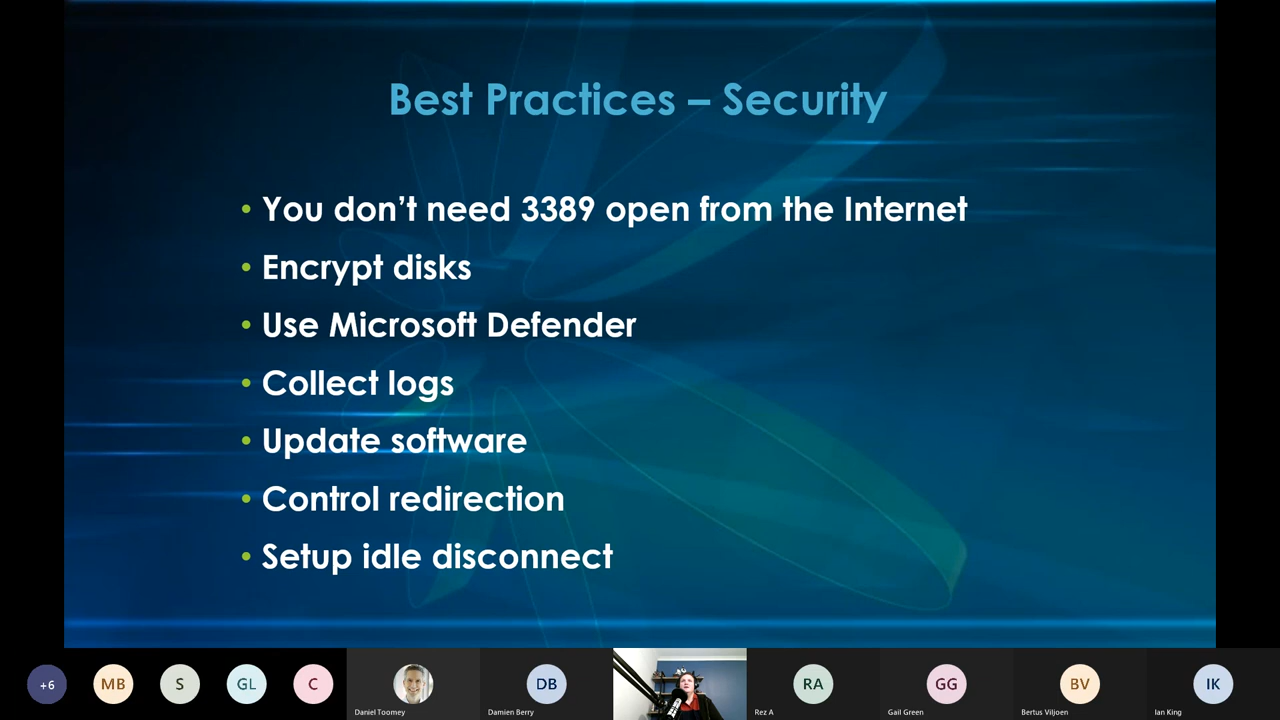 Best Practices – Security
• You don’t need 3389 open from the Internet
• Encrypt disks
• Use Microsoft Defender
• Collect logs
• Update software
• Control redirection
• Setup idle disconnect
+6
MB
S
GL
C
DB
RA
GG
BV
IK
Daniel Toomey
Damien Berry
Rez A
Gail Green
Bertus Viljoen
Ian King